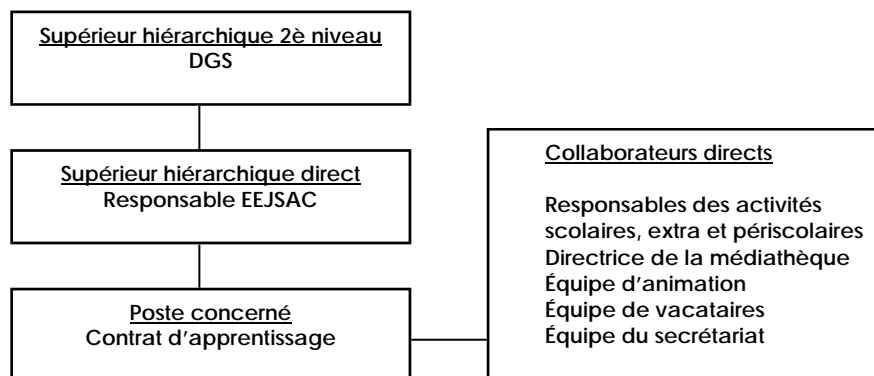 Supérieur hiérarchique 2è niveau
DGS
Supérieur hiérarchique direct
Responsable EEJSAC
Poste concerné
Contrat d'apprentissage
Collaborateurs directs
Responsables des activités
scolaires, extra et périscolaires
Directrice de la médiathèque
Équipe d'animation
Équipe de vacataires
Équipe du secrétariat